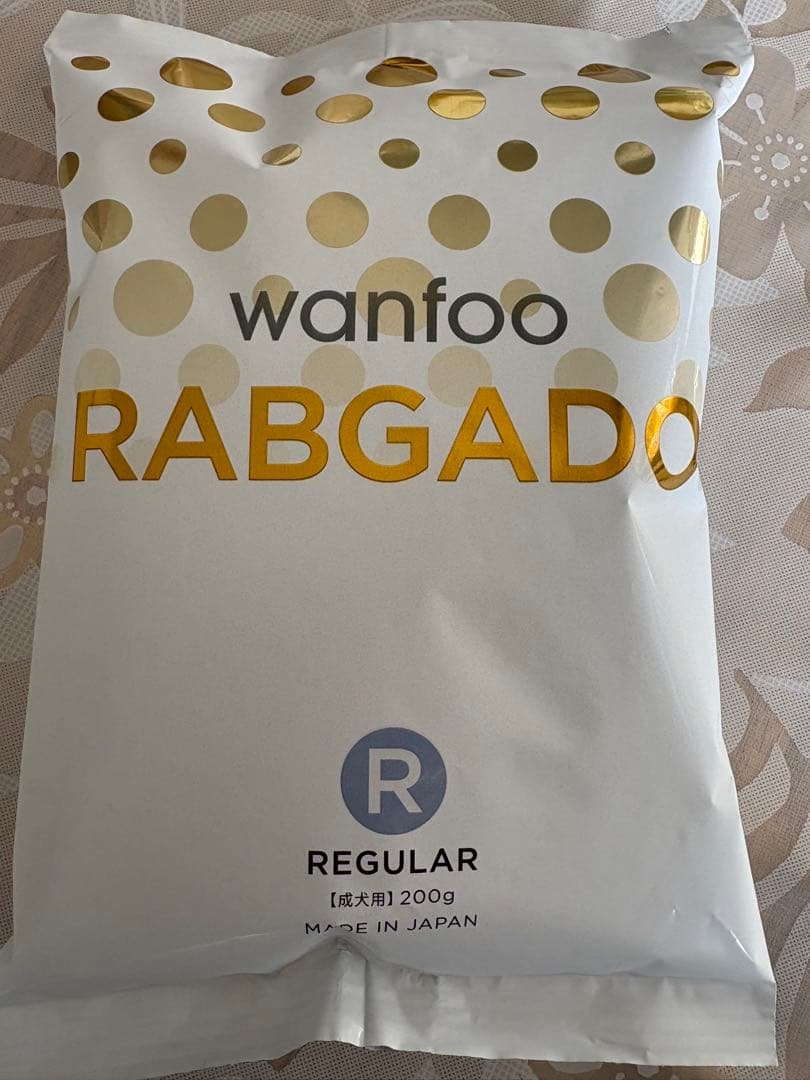 wanfoo
RABGADO
R
REGULAR
【成犬用】200g
MADE IN JAPAN